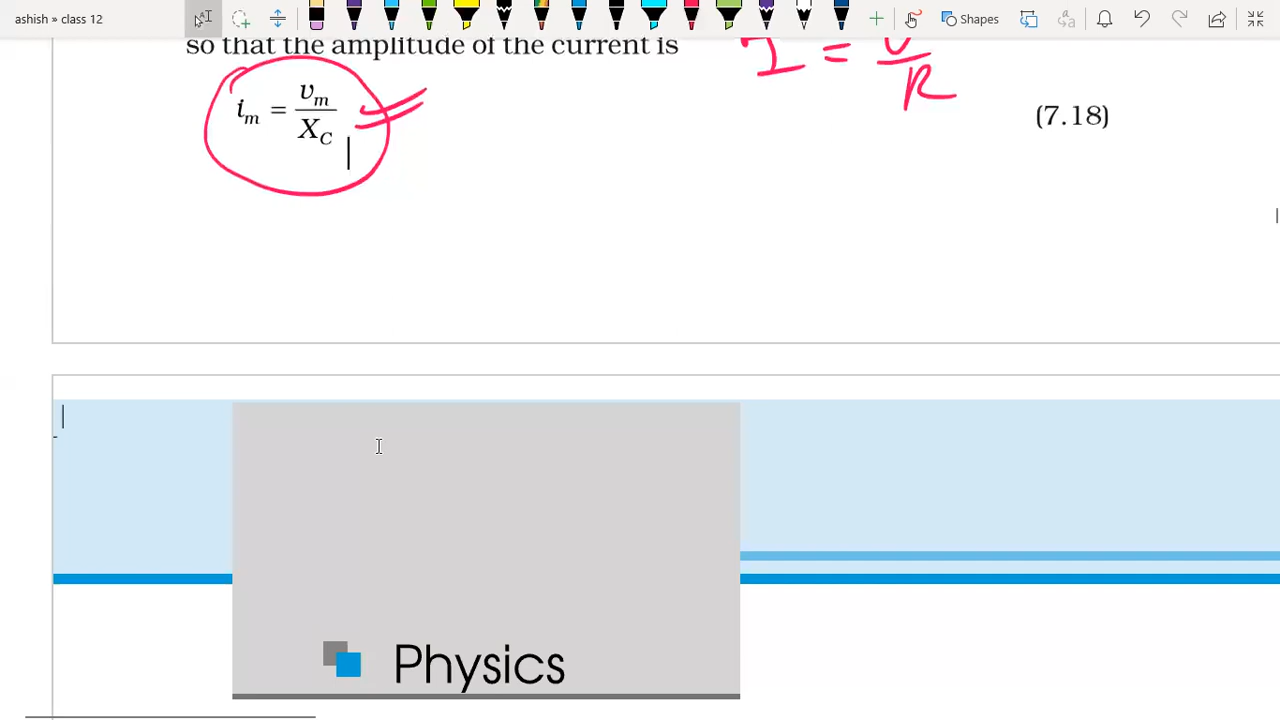 ashish » class 12
Shapes
so that the amplitude of the current is
I = v/R
i_m = v_m / X_C
(7.18)
Physics